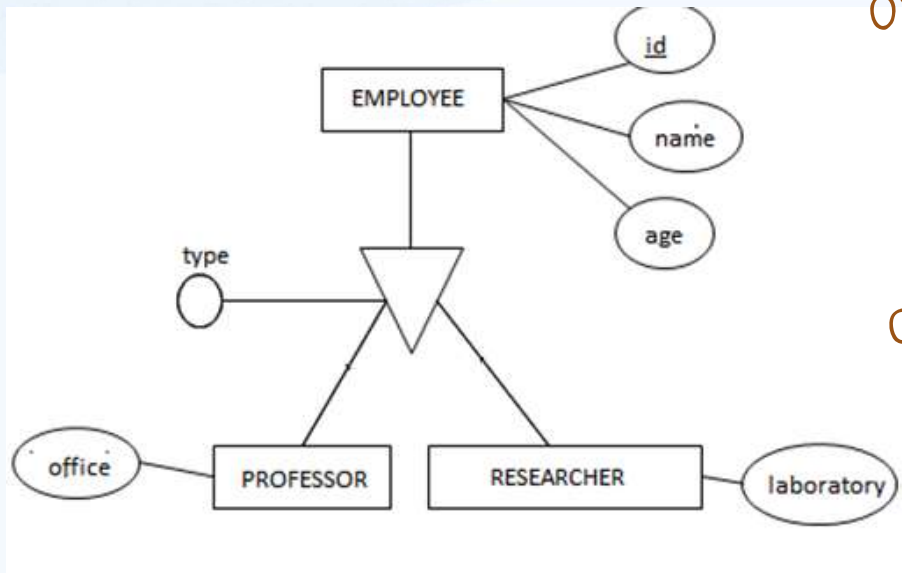 id
EMPLOYEE
name
age
type
office
PROFESSOR
RESEARCHER
laboratory